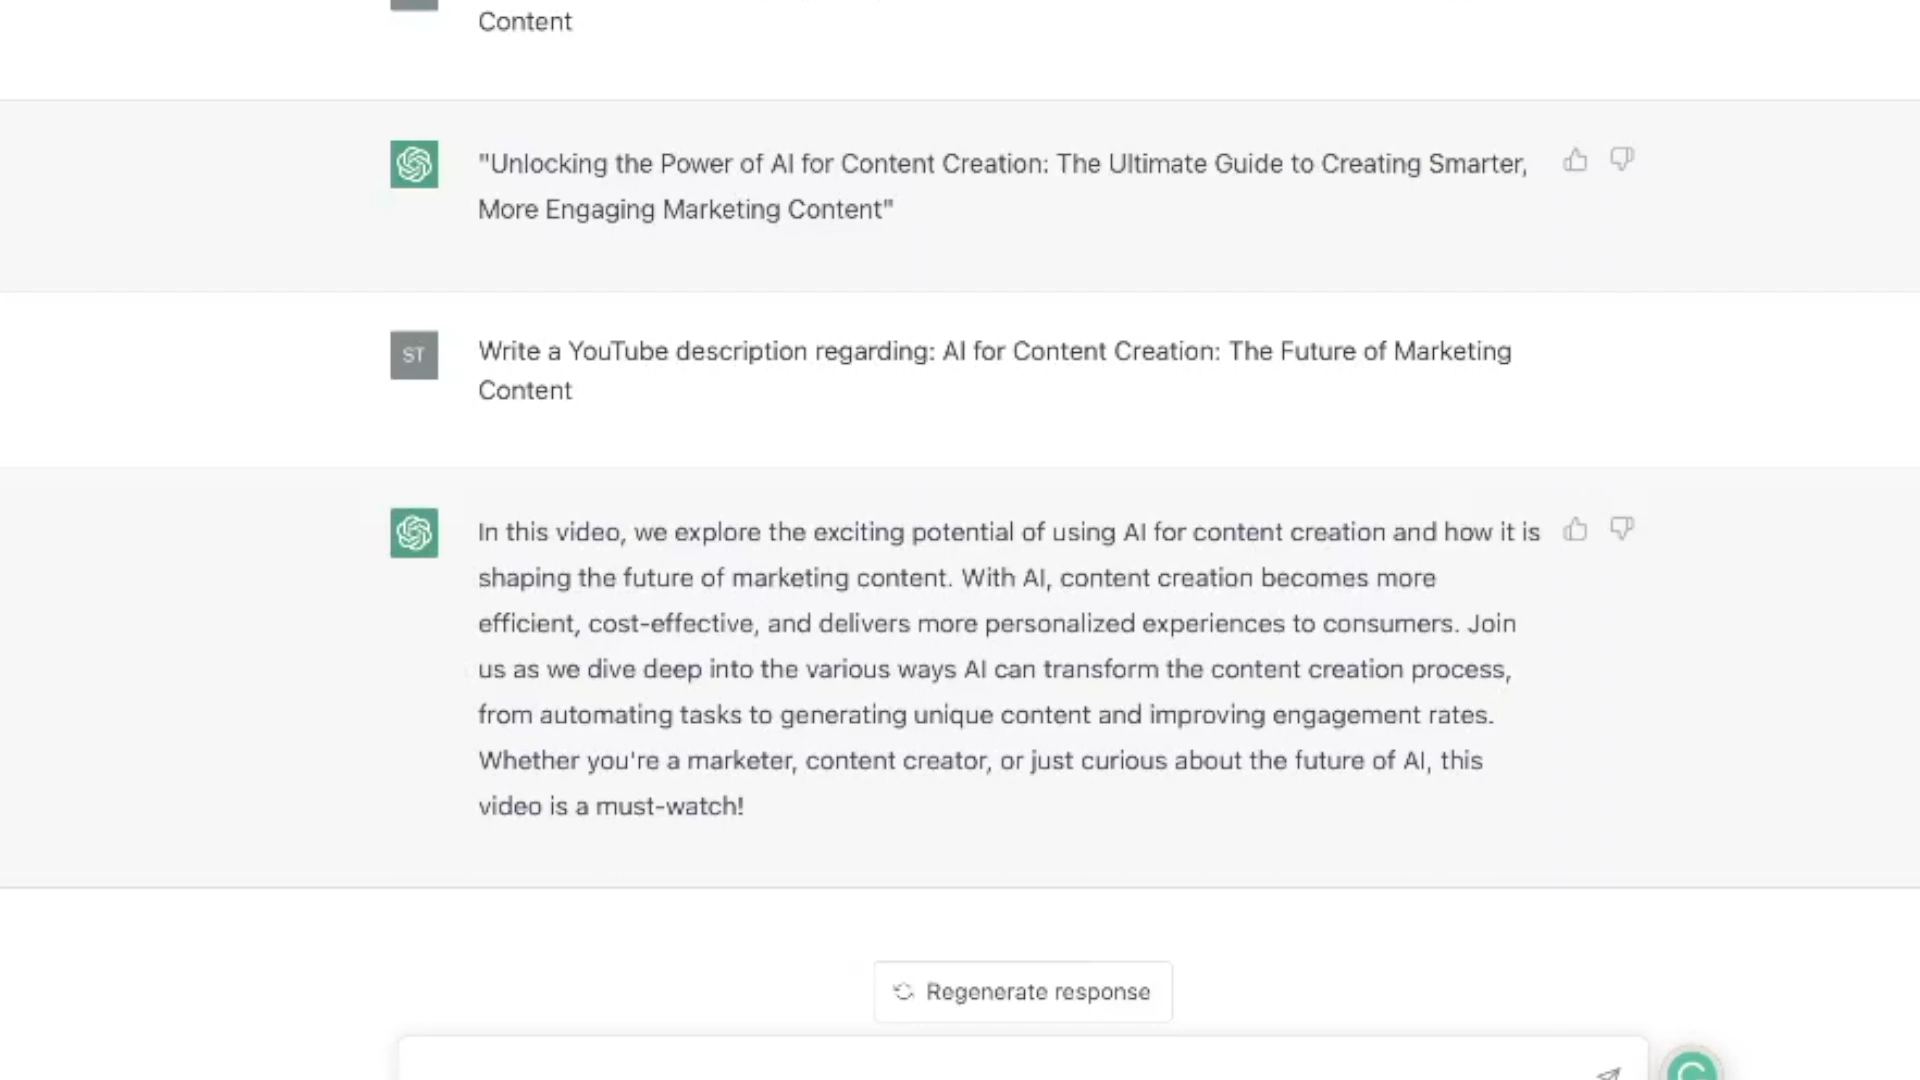 Content
"Unlocking the Power of AI for Content Creation: The Ultimate Guide to Creating Smarter,
More Engaging Marketing Content"
ST
Write a YouTube description regarding: AI for Content Creation: The Future of Marketing
Content
In this video, we explore the exciting potential of using AI for content creation and how it is
shaping the future of marketing content. With AI, content creation becomes more
efficient, cost-effective, and delivers more personalized experiences to consumers. Join
us as we dive deep into the various ways AI can transform the content creation process,
from automating tasks to generating unique content and improving engagement rates.
Whether you're a marketer, content creator, or just curious about the future of AI, this
video is a must-watch!
Regenerate response